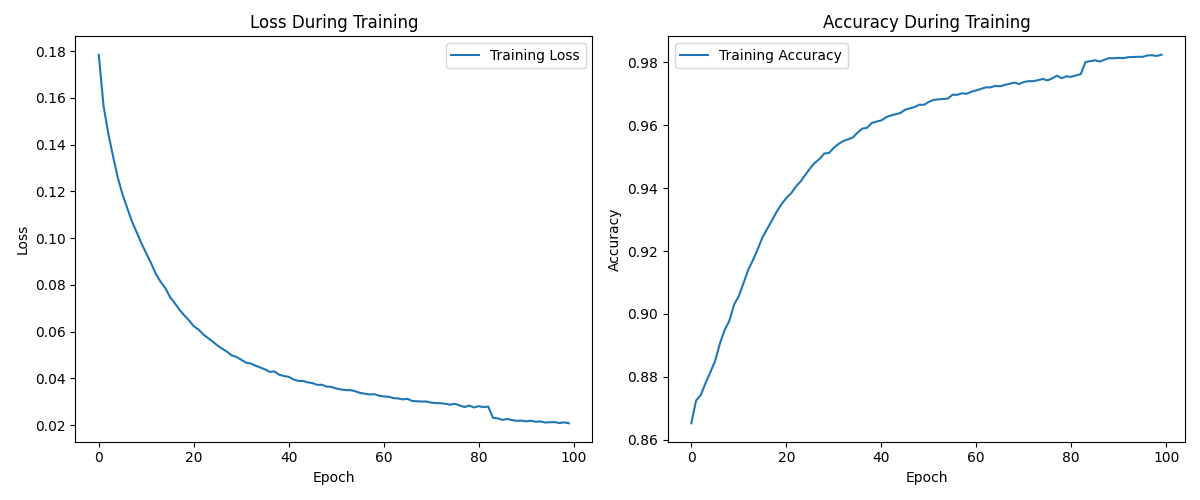 Loss During Training
Training Loss
0.18
0.16
0.14
0.12
0.10
0.08
0.06
0.04
0.02
Loss
0 20 40 60 80 100
Epoch
Accuracy During Training
Training Accuracy
0.98
0.96
0.94
0.92
0.90
0.88
0.86
Accuracy
0 20 40 60 80 100
Epoch